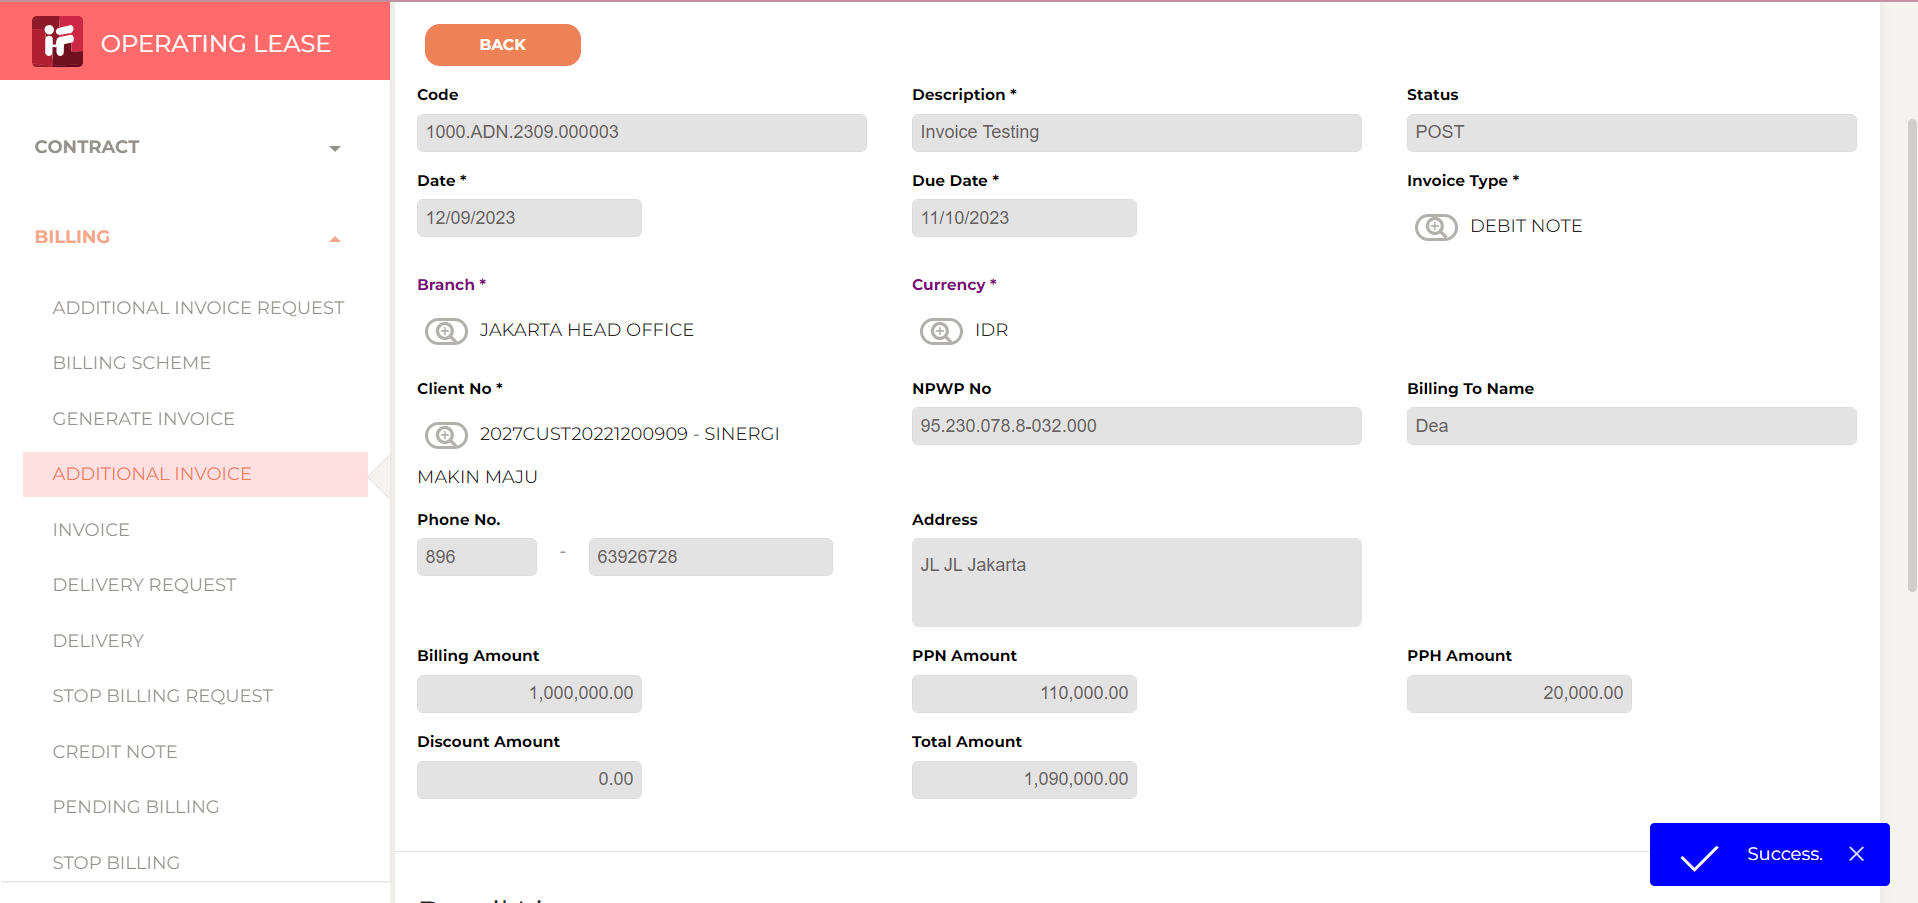 iF
OPERATING LEASE
CONTRACT
BILLING
ADDITIONAL INVOICE REQUEST
BILLING SCHEME
GENERATE INVOICE
ADDITIONAL INVOICE
INVOICE
DELIVERY REQUEST
DELIVERY
STOP BILLING REQUEST
CREDIT NOTE
PENDING BILLING
STOP BILLING
BACK
Code
1000.ADN.2309.000003
Description *
Invoice Testing
Status
POST
Date *
12/09/2023
Due Date *
11/10/2023
Invoice Type *
DEBIT NOTE
Branch *
JAKARTA HEAD OFFICE
Currency *
IDR
Client No *
2027CUST20221200909 - SINERGI
MAKIN MAJU
NPWP No
95.230.078.8-032.000
Billing To Name
Dea
Phone No.
896 - 63926728
Address
JL JL Jakarta
Billing Amount
1,000,000.00
PPN Amount
110,000.00
PPH Amount
20,000.00
Discount Amount
0.00
Total Amount
1,090,000.00
Success.